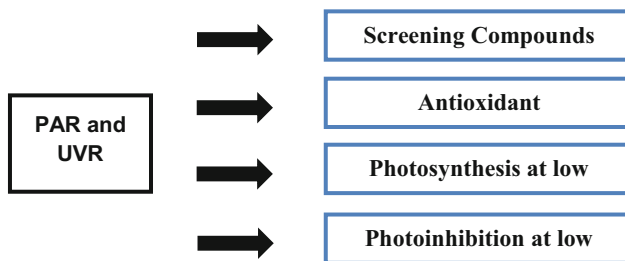 Screening Compounds
Antioxidant
PAR and
UVR
Photosynthesis at low
Photoinhibition at low